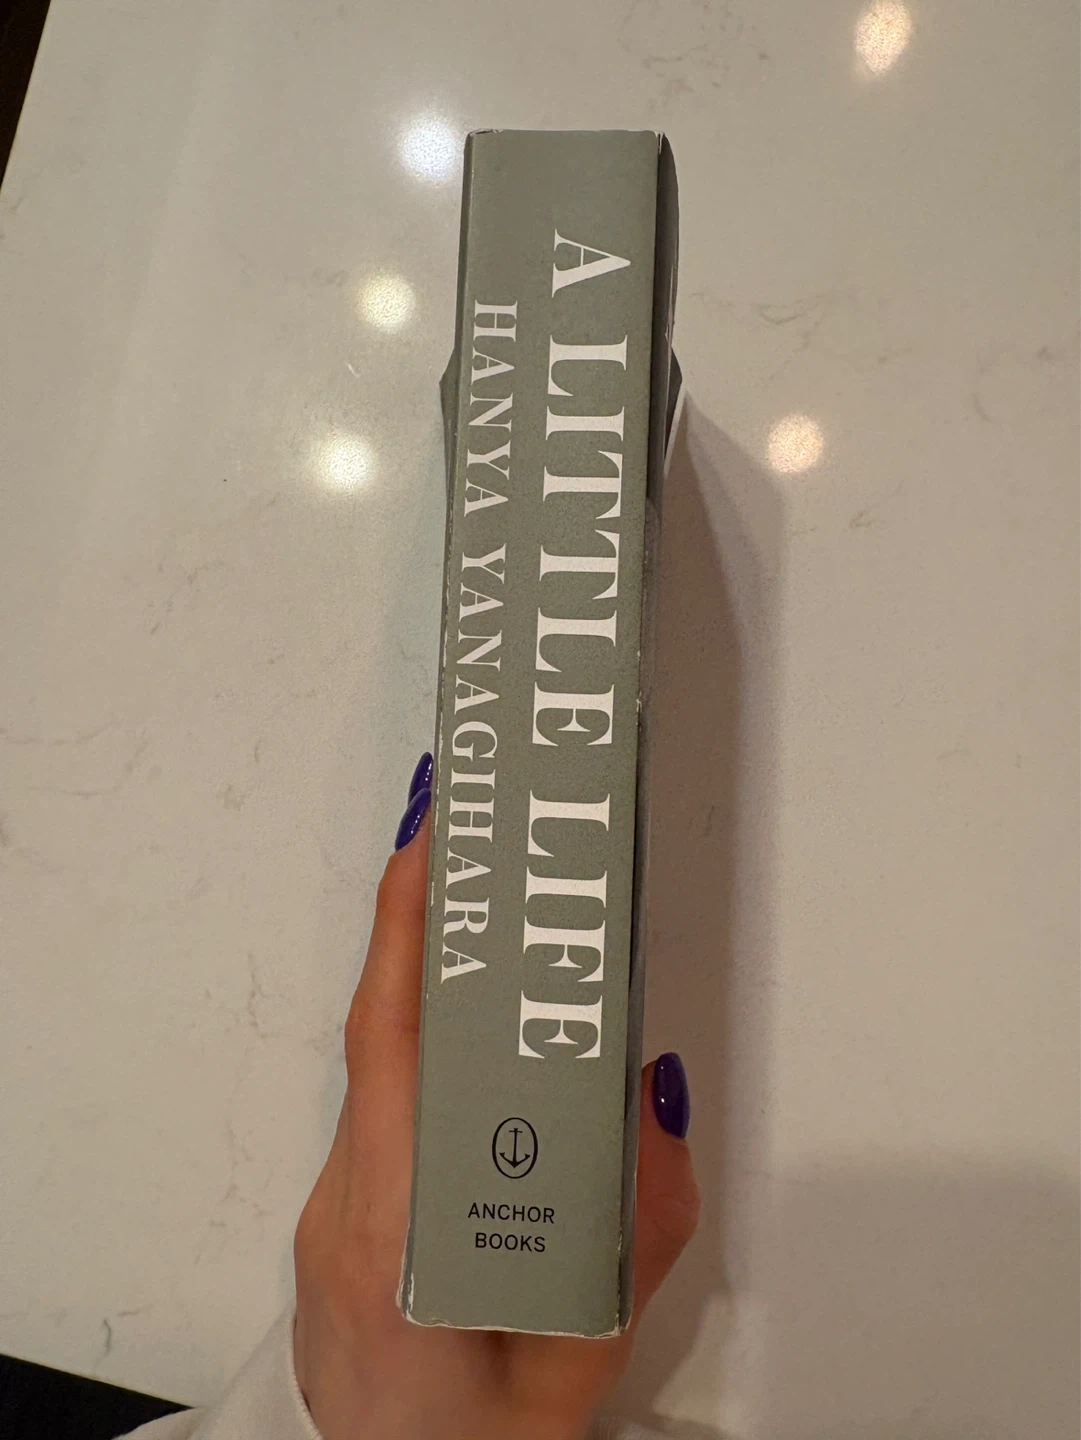 A LITTLE LIFE
HANYA YANAGIHARA
ANCHOR
BOOKS